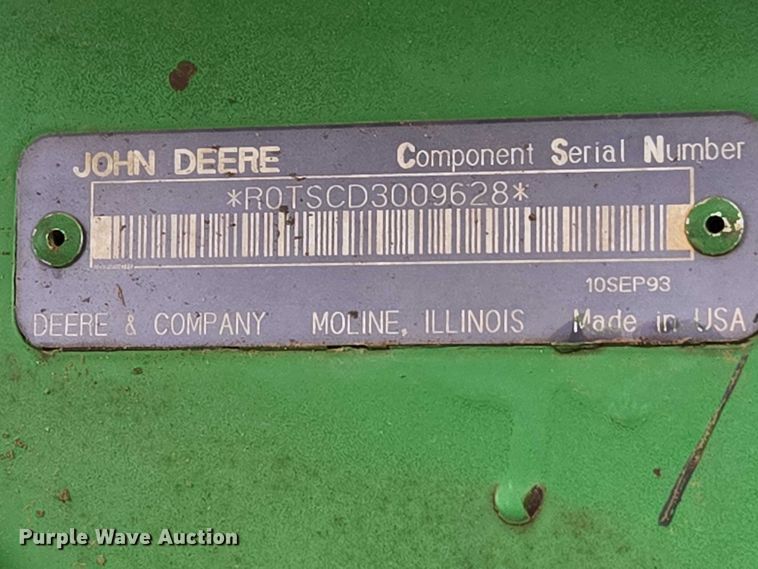 JOHN DEERE Component Serial Number
*R0TSCD3009628*
10SEP93
DEERE & COMPANY MOLINE, ILLINOIS Made in USA
Purple Wave Auction